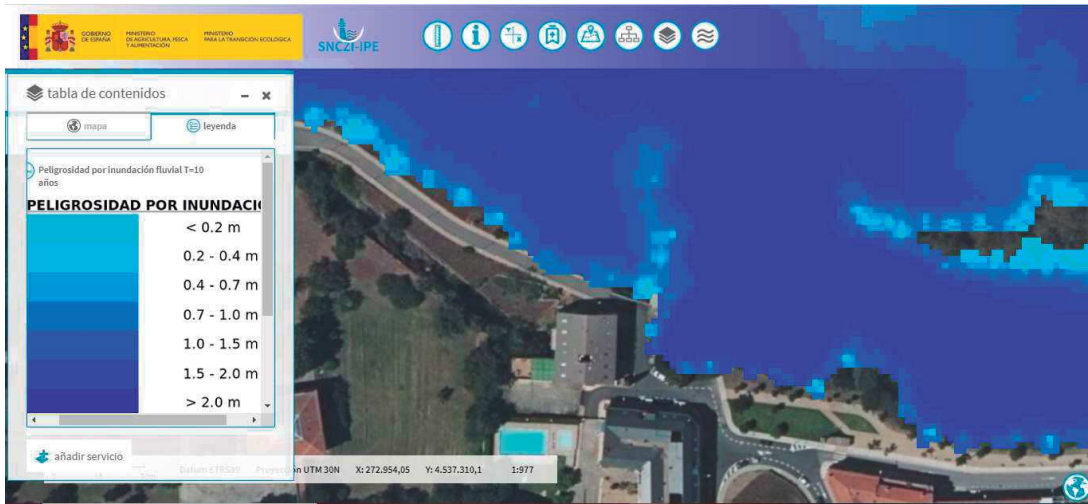 GOBIERNO
DE ESPAÑA
MINISTERIO
DE AGRICULTURA, PESCA
Y ALIMENTACIÓN
MINISTERIO
PARA LA TRANSICIÓN ECOLÓGICA
SNCZI-IPE
tabla de contenidos
mapa
leyenda
Peligrosidad por inundación fluvial T=10
años
PELIGROSIDAD POR INUNDACIÓ
< 0.2 m
0.2 - 0.4 m
0.4 - 0.7 m
0.7 - 1.0 m
1.0 - 1.5 m
1.5 - 2.0 m
> 2.0 m
añadir servicio
Datum ETRS89 Proyección UTM 30N X: 272.954,05 Y: 4.537.310,1 1:977